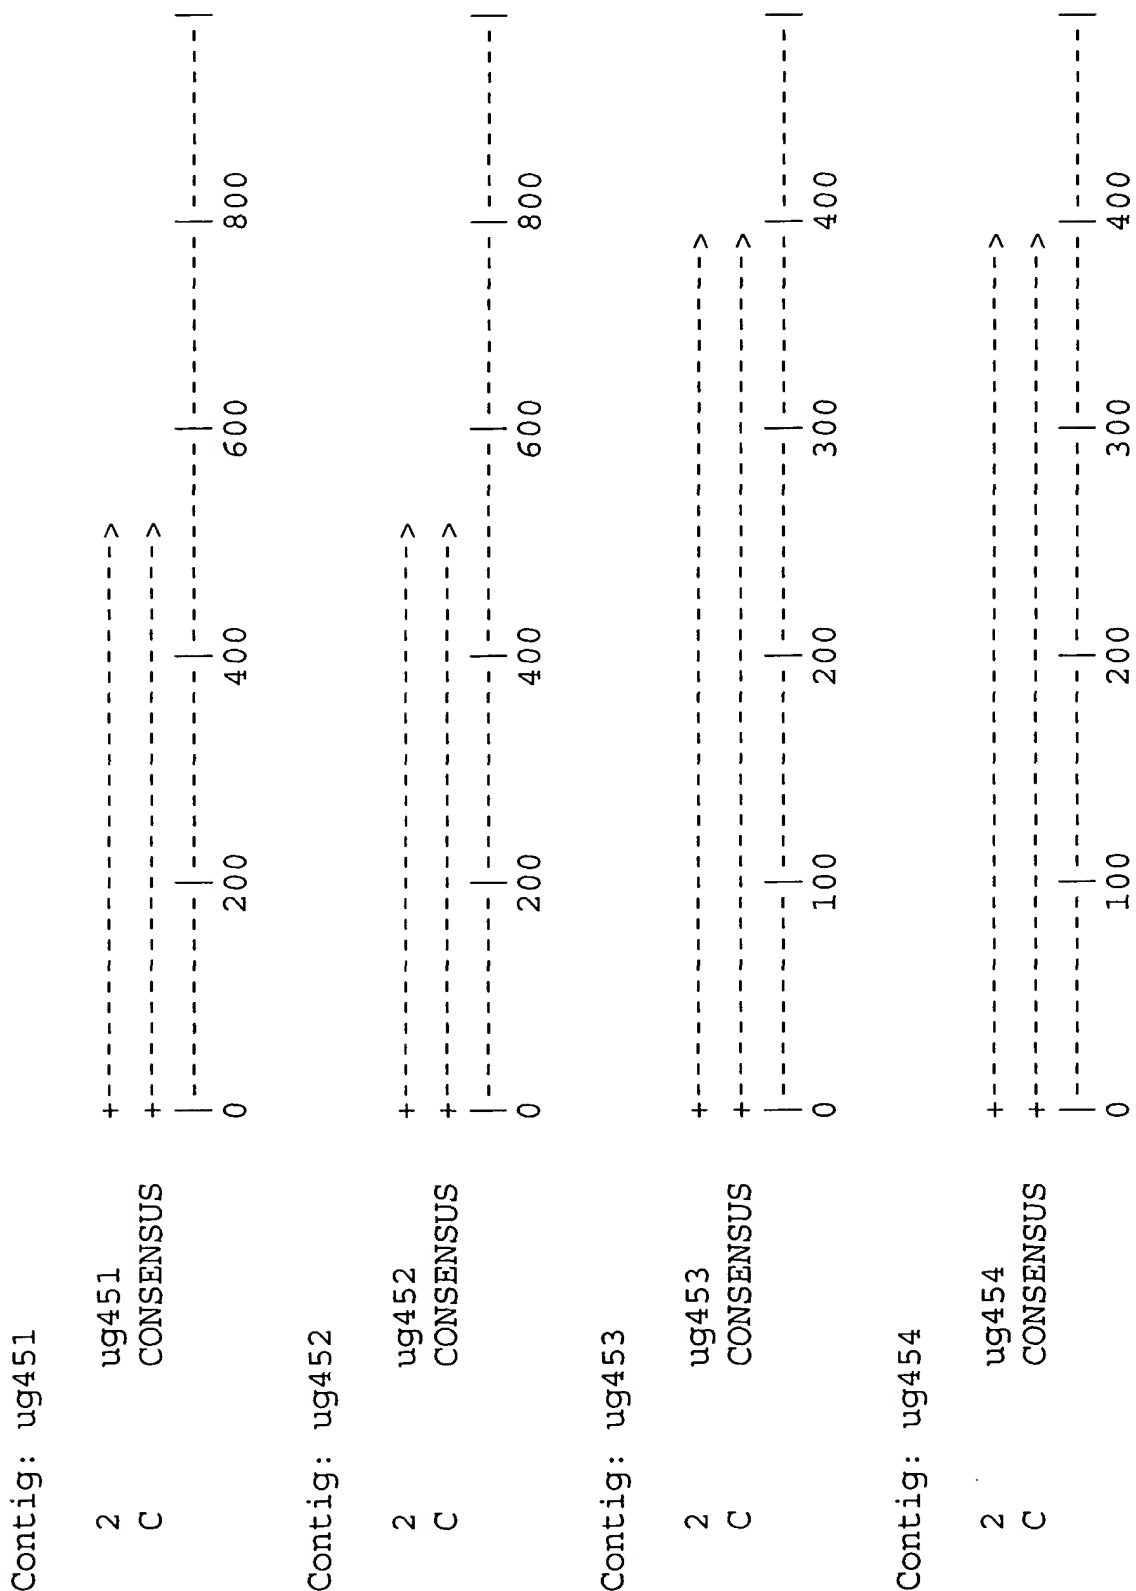 Contig: ug451
2 ug451 +--------------------------->
C CONSENSUS +--------------------------->
|----------|----------|----------|---------|---------|
0 200 400 600 800
Contig: ug452
2 ug452 +--------------------------->
C CONSENSUS +--------------------------->
|----------|----------|----------|---------|---------|
0 200 400 600 800
Contig: ug453
2 ug453 +----------------------------------------->
C CONSENSUS +----------------------------------------->
|----------|----------|----------|---------|---------|
0 100 200 300 400
Contig: ug454
2 ug454 +----------------------------------------->
C CONSENSUS +----------------------------------------->
|----------|----------|----------|---------|---------|
0 100 200 300 400